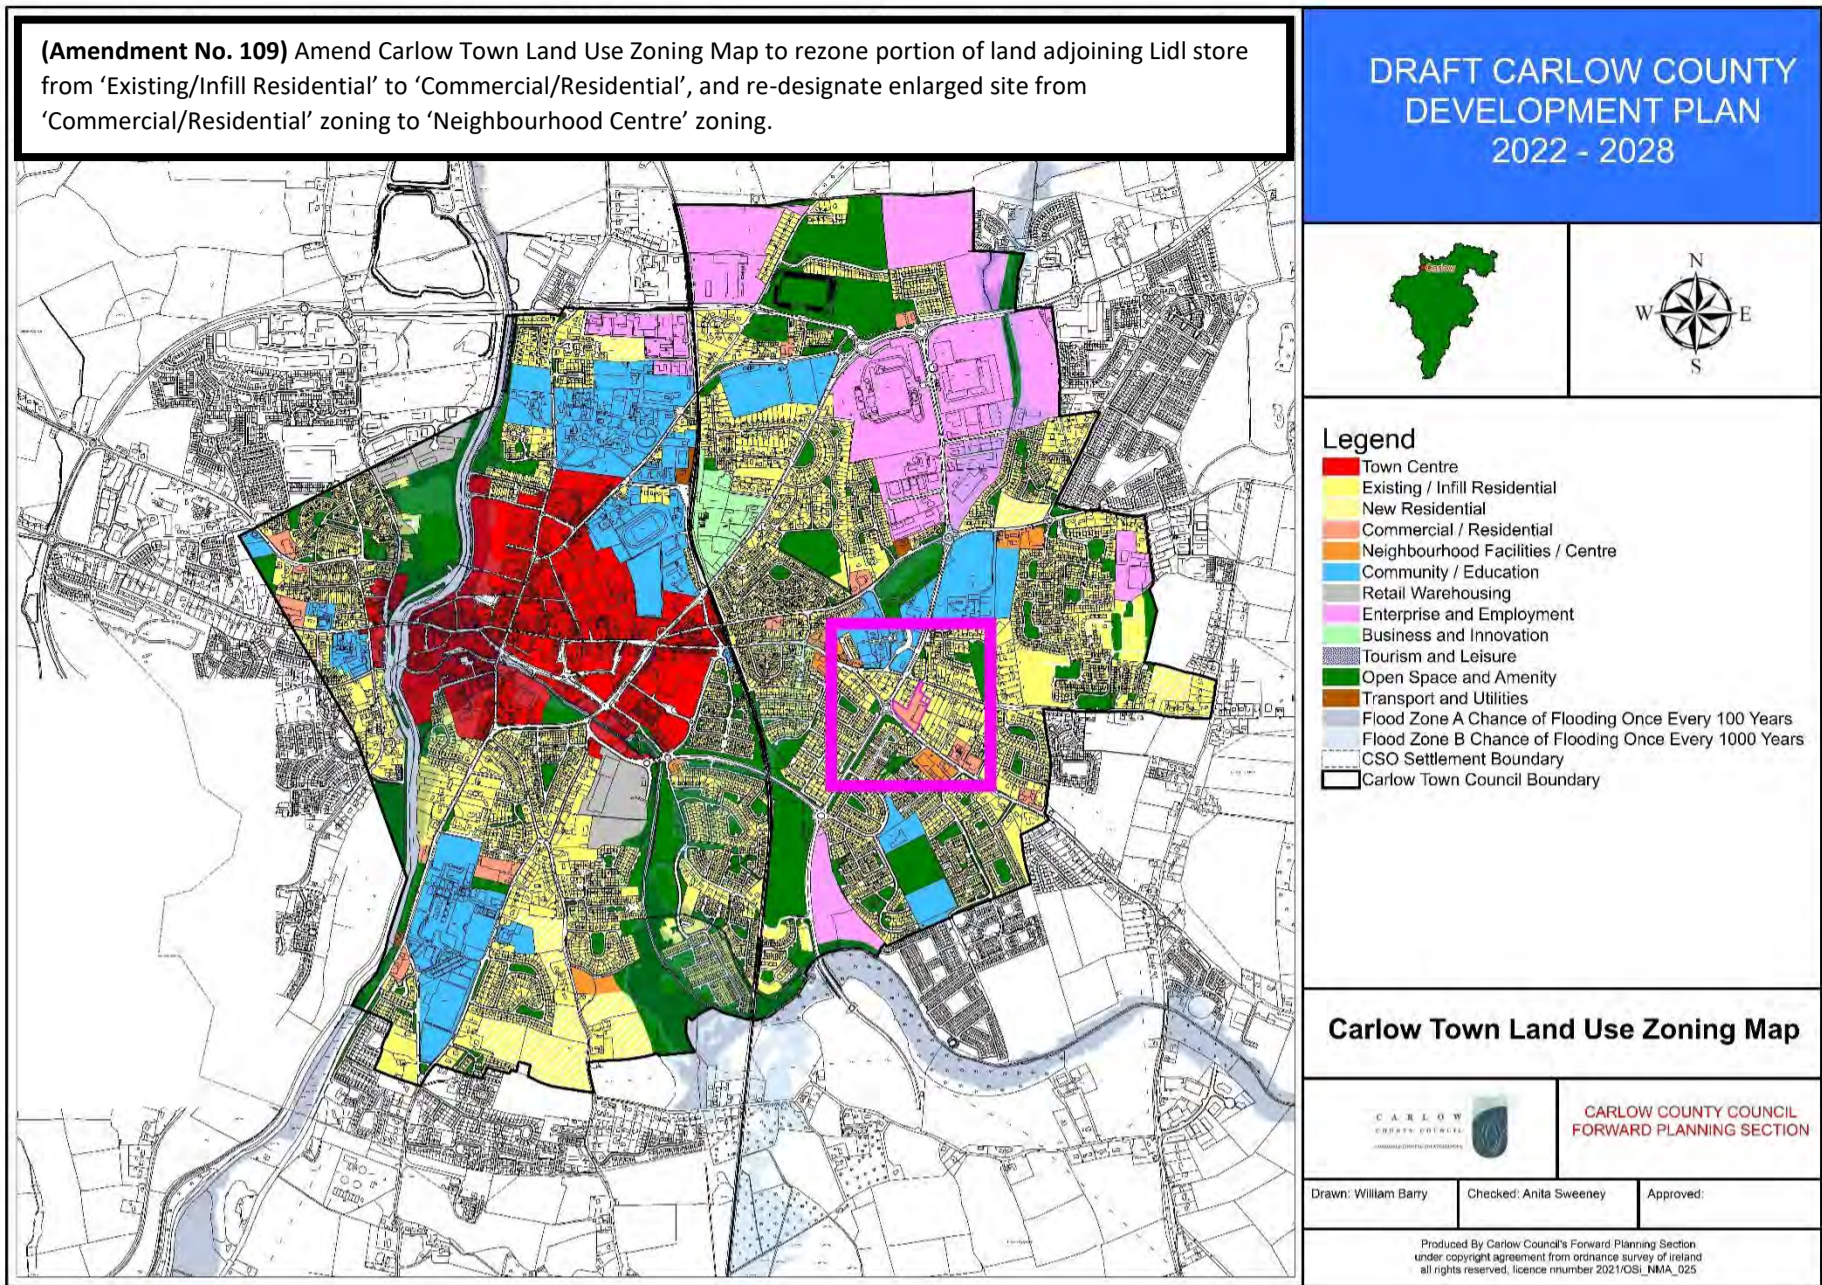 (Amendment No. 109) Amend Carlow Town Land Use Zoning Map to rezone portion of land adjoining Lidl store
from ‘Existing/Infill Residential’ to ‘Commercial/Residential’, and re-designate enlarged site from
‘Commercial/Residential’ zoning to ‘Neighbourhood Centre’ zoning.
DRAFT CARLOW COUNTY
DEVELOPMENT PLAN
2022 - 2028
Carlow
N
W E
S
Legend
Town Centre
Existing / Infill Residential
New Residential
Commercial / Residential
Neighbourhood Facilities / Centre
Community / Education
Retail Warehousing
Enterprise and Employment
Business and Innovation
Tourism and Leisure
Open Space and Amenity
Transport and Utilities
Flood Zone A Chance of Flooding Once Every 100 Years
Flood Zone B Chance of Flooding Once Every 1000 Years
CSO Settlement Boundary
Carlow Town Council Boundary
Carlow Town Land Use Zoning Map
CARLOW
COUNTY COUNCIL
CARLOW COUNTY COUNCIL
FORWARD PLANNING SECTION
Drawn: William Barry
Checked: Anita Sweeney
Approved:
Produced By Carlow Council's Forward Planning Section
under copyright agreement from ordnance survey of ireland
all rights reserved, licence nnumber 2021/OSi_NMA_025